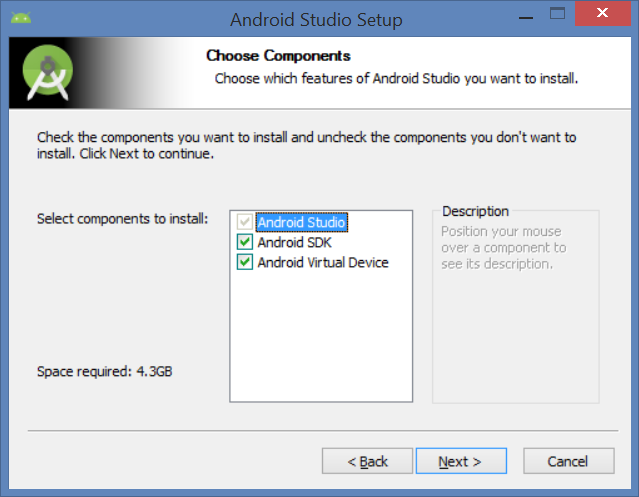 Android Studio Setup
Choose Components
Choose which features of Android Studio you want to install.
Check the components you want to install and uncheck the components you don't want to
install. Click Next to continue.
Select components to install:
Android Studio
Android SDK
Android Virtual Device
Description
Position your mouse
over a component to
see its description.
Space required: 4.3GB
< Back
Next >
Cancel